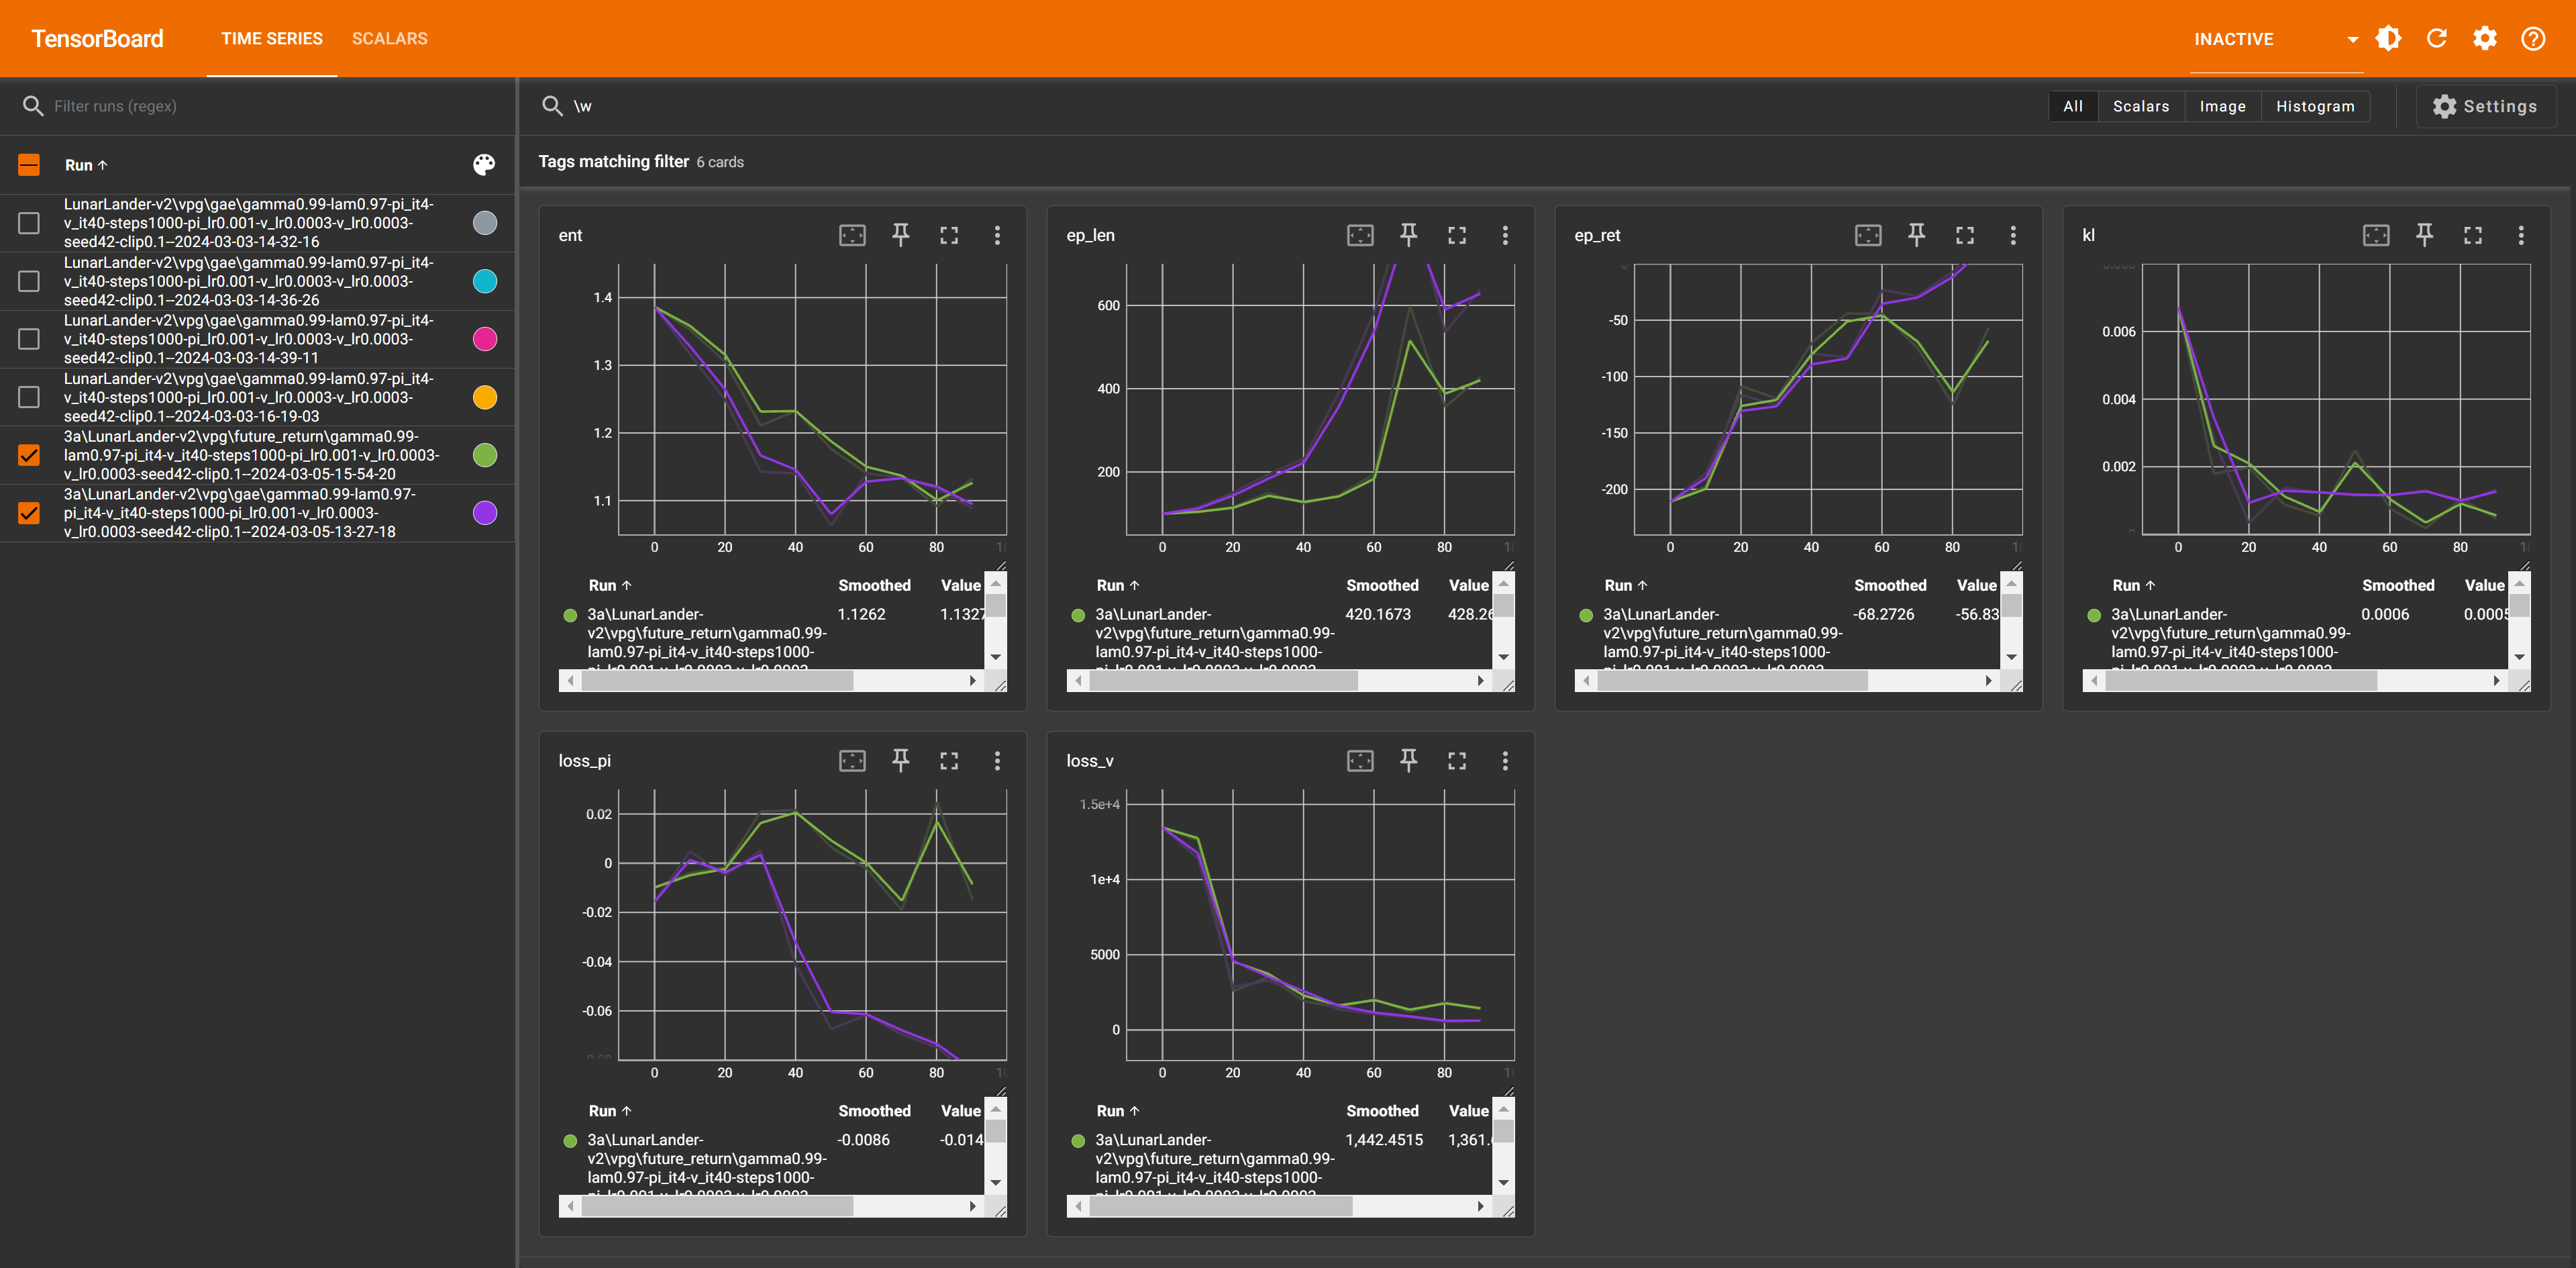 TensorBoard
TIME SERIES
SCALARS
INACTIVE
Filter runs (regex)
\w
All
Scalars
Image
Histogram
Settings
Run
Tags matching filter 6 cards
LunarLander-v2\vpg\gae\gamma0.99-lam0.97-pi_it4-
v_it40-steps1000-pi_lr0.001-v_lr0.0003-v_lr0.0003-
seed42-clip0.1--2024-03-03-14-32-16
LunarLander-v2\vpg\gae\gamma0.99-lam0.97-pi_it4-
v_it40-steps1000-pi_lr0.001-v_lr0.0003-v_lr0.0003-
seed42-clip0.1--2024-03-03-14-36-26
LunarLander-v2\vpg\gae\gamma0.99-lam0.97-pi_it4-
v_it40-steps1000-pi_lr0.001-v_lr0.0003-v_lr0.0003-
seed42-clip0.1--2024-03-03-14-39-11
LunarLander-v2\vpg\gae\gamma0.99-lam0.97-pi_it4-
v_it40-steps1000-pi_lr0.001-v_lr0.0003-v_lr0.0003-
seed42-clip0.1--2024-03-03-16-19-03
3a\LunarLander-v2\vpg\future_return\gamma0.99-
lam0.97-pi_it4-v_it40-steps1000-pi_lr0.001-v_lr0.0003-
v_lr0.0003-seed42-clip0.1--2024-03-05-15-54-20
3a\LunarLander-v2\vpg\gae\gamma0.99-lam0.97-
pi_it4-v_it40-steps1000-pi_lr0.001-v_lr0.0003-
v_lr0.0003-seed42-clip0.1--2024-03-05-13-27-18
ent
1.4
1.3
1.2
1.1
0 20 40 60 80
Run Smoothed Value
3a\LunarLander- 1.1262 1.1327
v2\vpg\future_return\gamma0.99-
lam0.97-pi_it4-v_it40-steps1000-
ep_len
600
400
200
0 20 40 60 80
Run Smoothed Value
3a\LunarLander- 420.1673 428.26
v2\vpg\future_return\gamma0.99-
lam0.97-pi_it4-v_it40-steps1000-
ep_ret
-50
-100
-150
-200
0 20 40 60 80
Run Smoothed Value
3a\LunarLander- -68.2726 -56.83
v2\vpg\future_return\gamma0.99-
lam0.97-pi_it4-v_it40-steps1000-
kl
0.006
0.004
0.002
0 20 40 60 80
Run Smoothed Value
3a\LunarLander- 0.0006 0.0005
v2\vpg\future_return\gamma0.99-
lam0.97-pi_it4-v_it40-steps1000-
loss_pi
0.02
0
-0.02
-0.04
-0.06
0 20 40 60 80
Run Smoothed Value
3a\LunarLander- -0.0086 -0.014
v2\vpg\future_return\gamma0.99-
lam0.97-pi_it4-v_it40-steps1000-
loss_v
1.5e+4
1e+4
5000
0
0 20 40 60 80
Run Smoothed Value
3a\LunarLander- 1,442.4515 1,361.
v2\vpg\future_return\gamma0.99-
lam0.97-pi_it4-v_it40-steps1000-